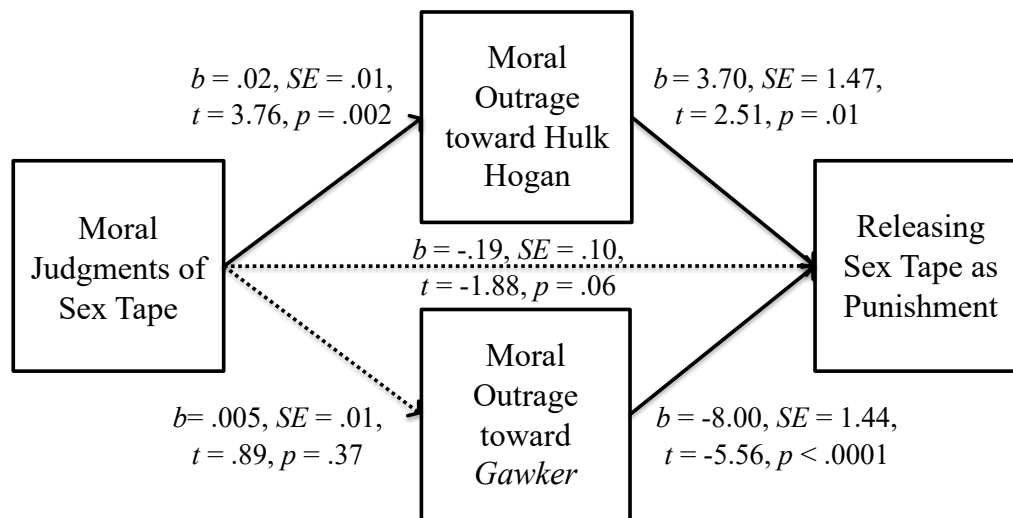 b = .02, SE = .01,
t = 3.76, p = .002
Moral
Outrage
toward Hulk
Hogan
b = 3.70, SE = 1.47,
t = 2.51, p = .01
Moral
Judgments of
Sex Tape
b = -.19, SE = .10,
t = -1.88, p = .06
Releasing
Sex Tape as
Punishment
b= .005, SE = .01,
t = .89, p = .37
Moral
Outrage
toward
Gawker
b = -8.00, SE = 1.44,
t = -5.56, p < .0001